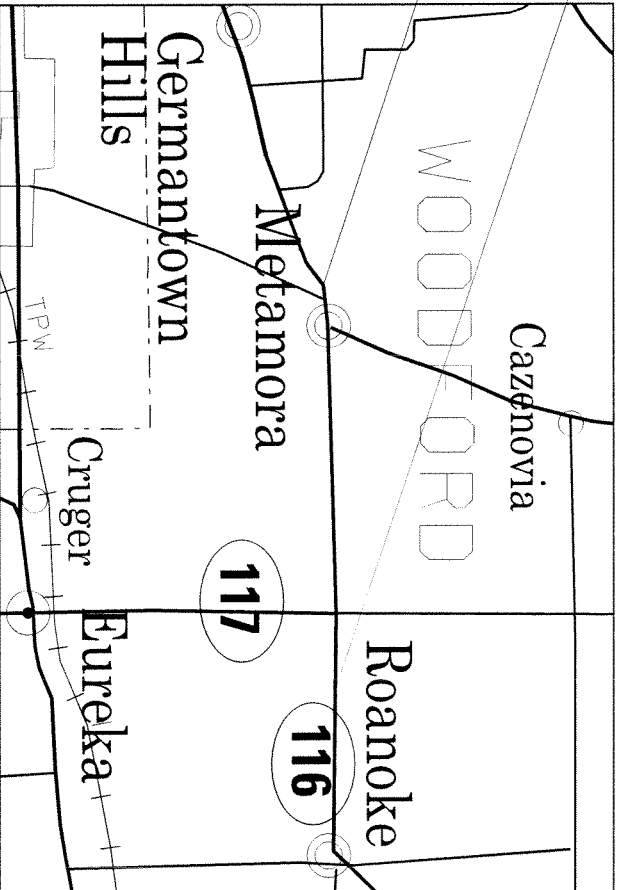 WOODFORD
Cazenovia
Roanoke
116
Metamora
117
Germantown
Hills
Eureka
Cruger
TPW